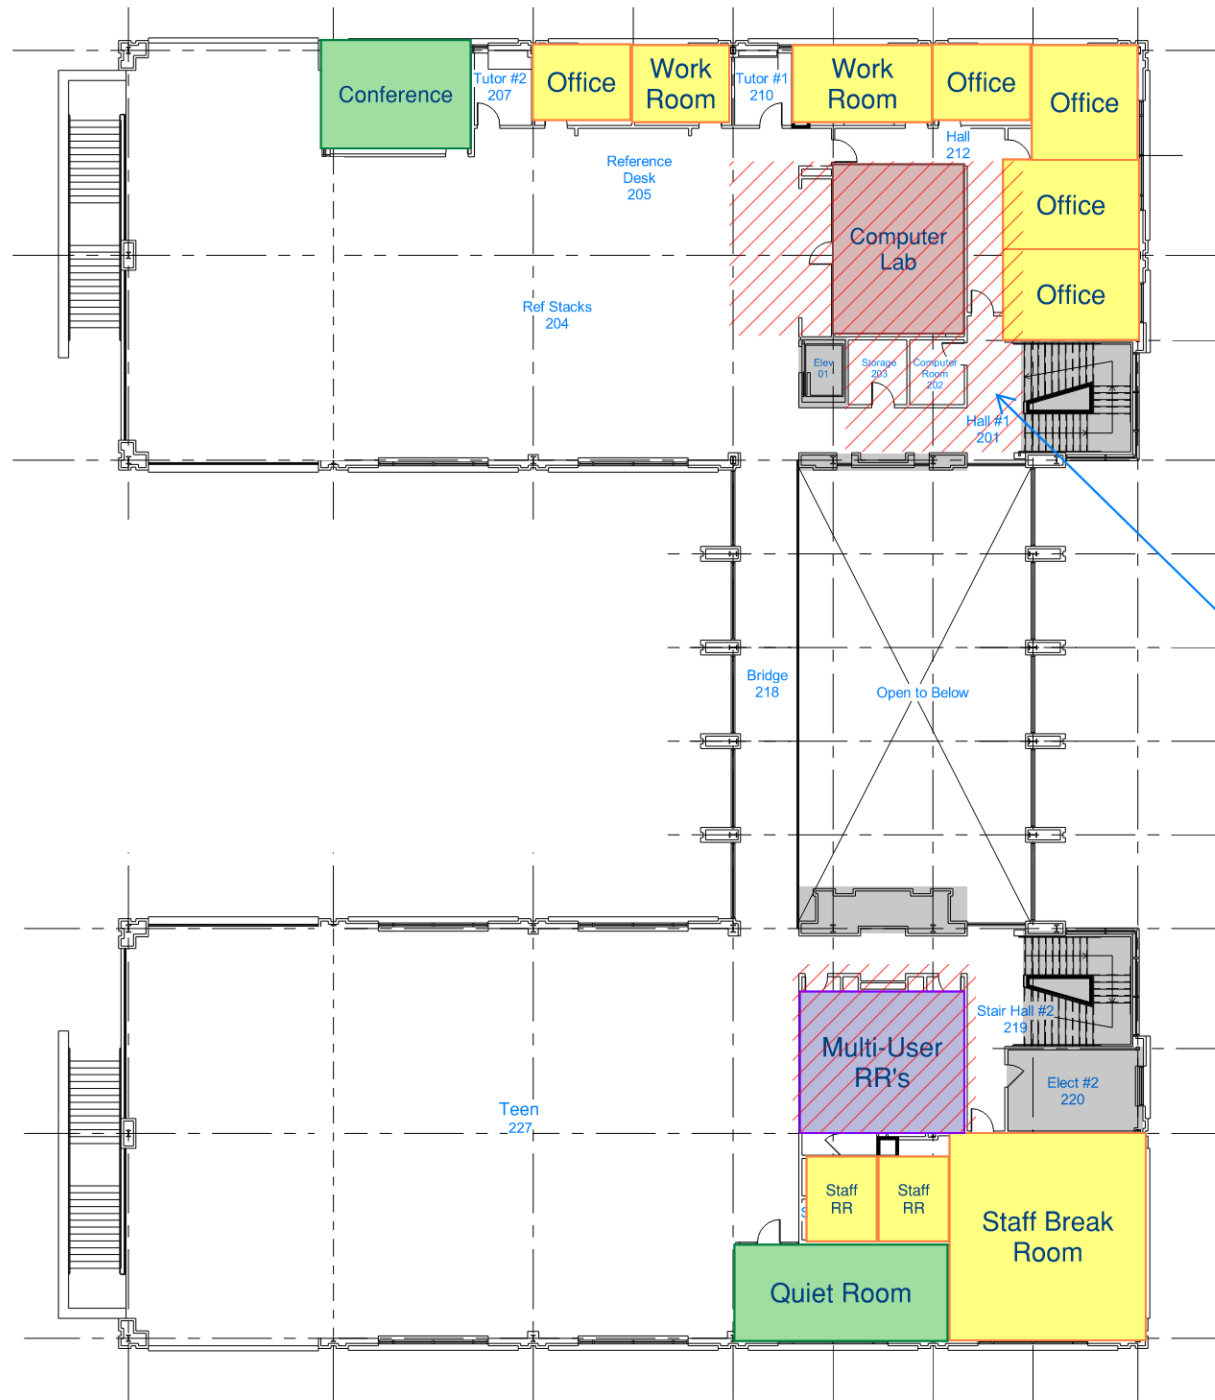 Conference
Tutor #2
207
Office
Work
Room
Tutor #1
210
Work
Room
Office
Office
Hall
212
Reference
Desk
205
Office
Computer
Lab
Office
Ref Stacks
204
Elev
01
Storage
203
Computer
Room
202
Hall #1
201
Bridge
218
Open to Below
Stair Hall #2
219
Multi-User
RR's
Elect #2
220
Teen
227
Staff
RR
Staff
RR
Staff Break
Room
Quiet Room